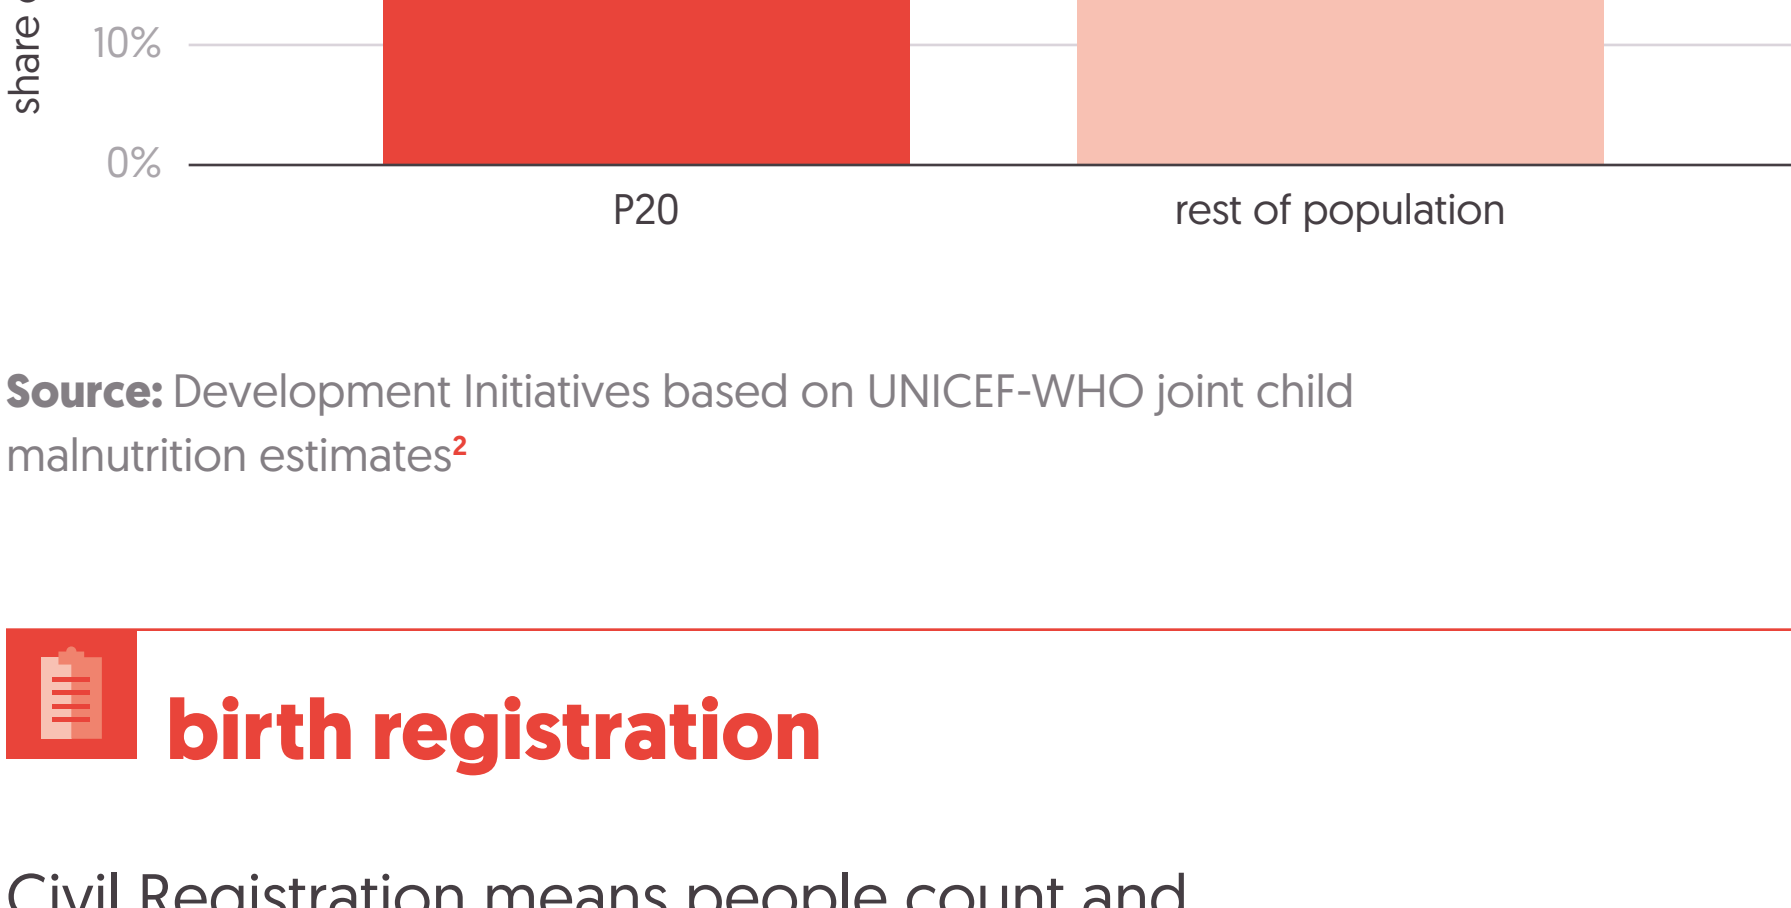 share
10%
0%
P20 rest of population
Source: Development Initiatives based on UNICEF-WHO joint child
malnutrition estimates2
birth registration
Civil Registration means people count and